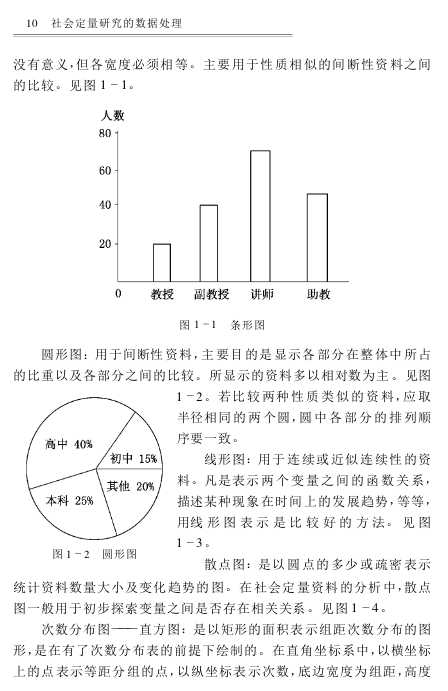 10 社会定量研究的数据处理
没有意义,但各宽度必须相等。主要用于性质相似的间断性资料之间
的比较。见图1-1。
人数
80
60
40
20
0 教授 副教授 讲师 助教
图1-1 条形图
圆形图:用于间断性资料,主要目的是显示各部分在整体中所占
的比重以及各部分之间的比较。所显示的资料多以相对数为主。见图
1-2。若比较两种性质类似的资料,应取
半径相同的两个圆,圆中各部分的排列顺
序要一致。
高中 40%
初中 15%
其他 20%
本科 25%
图1-2 圆形图
线形图:用于连续或近似连续性的资
料。凡是表示两个变量之间的函数关系,
描述某种现象在时间上的发展趋势,等等,
用线形图表示是比较好的方法。见图
1-3。
散点图:是以圆点的多少或疏密表示
统计资料数量大小及变化趋势的图。在社会定量资料的分析中,散点
图一般用于初步探索变量之间是否存在相关关系。见图1-4。
次数分布图——直方图:是以矩形的面积表示组距次数分布的图
形,是在有了次数分布表的前提下绘制的。在直角坐标系中,以横坐标
上的点表示等距分组的点,以纵坐标表示次数,底边宽度为组距,高度